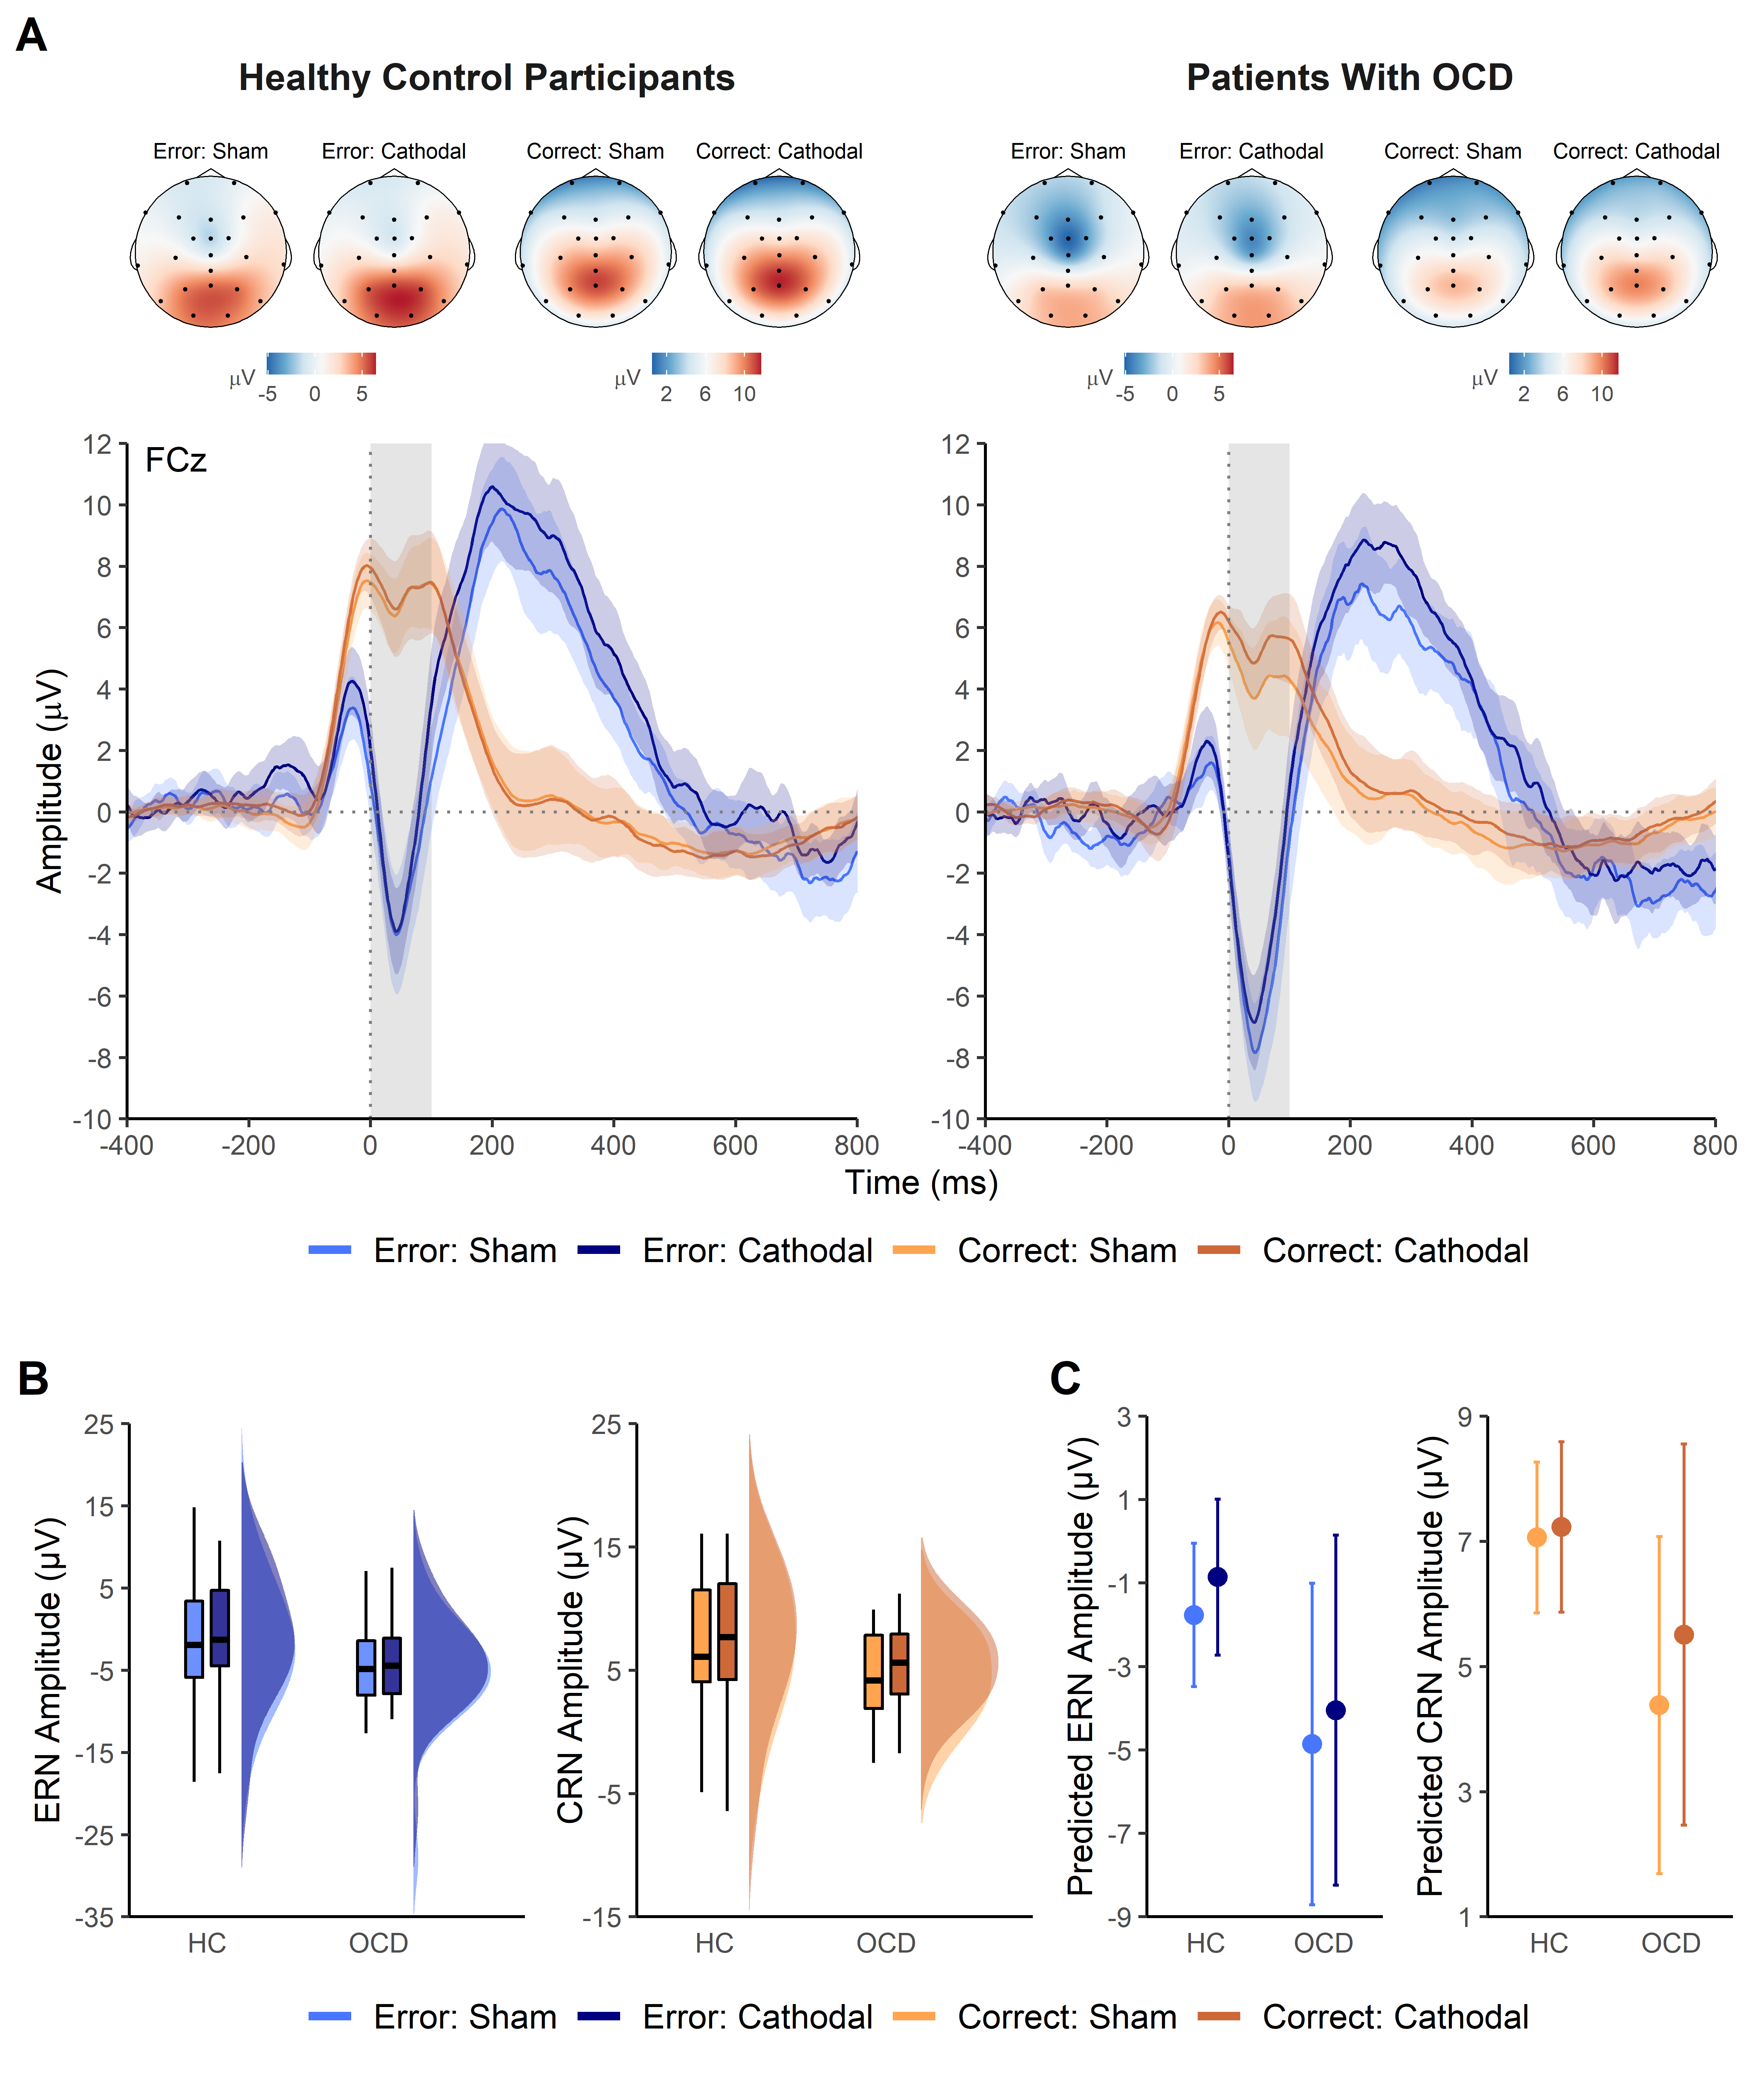 A
Healthy Control Participants
Patients With OCD
Error: Sham
Error: Cathodal
Correct: Sham
Correct: Cathodal
Error: Sham
Error: Cathodal
Correct: Sham
Correct: Cathodal
μV
-5 0 5
μV
2 6 10
μV
-5 0 5
μV
2 6 10
FCz
Amplitude (μV)
12
10
8
6
4
2
0
-2
-4
-6
-8
-10
-400 -200 0 200 400 600 800
12
10
8
6
4
2
0
-2
-4
-6
-8
-10
-400 -200 0 200 400 600 800
Time (ms)
Error: Sham Error: Cathodal Correct: Sham Correct: Cathodal
B
ERN Amplitude (μV)
25
15
5
-5
-15
-25
-35
HC OCD
CRN Amplitude (μV)
25
15
5
-5
-15
HC OCD
C
Predicted ERN Amplitude (μV)
3
1
-1
-3
-5
-7
-9
HC OCD
Predicted CRN Amplitude (μV)
9
7
5
3
1
HC OCD
Error: Sham Error: Cathodal Correct: Sham Correct: Cathodal